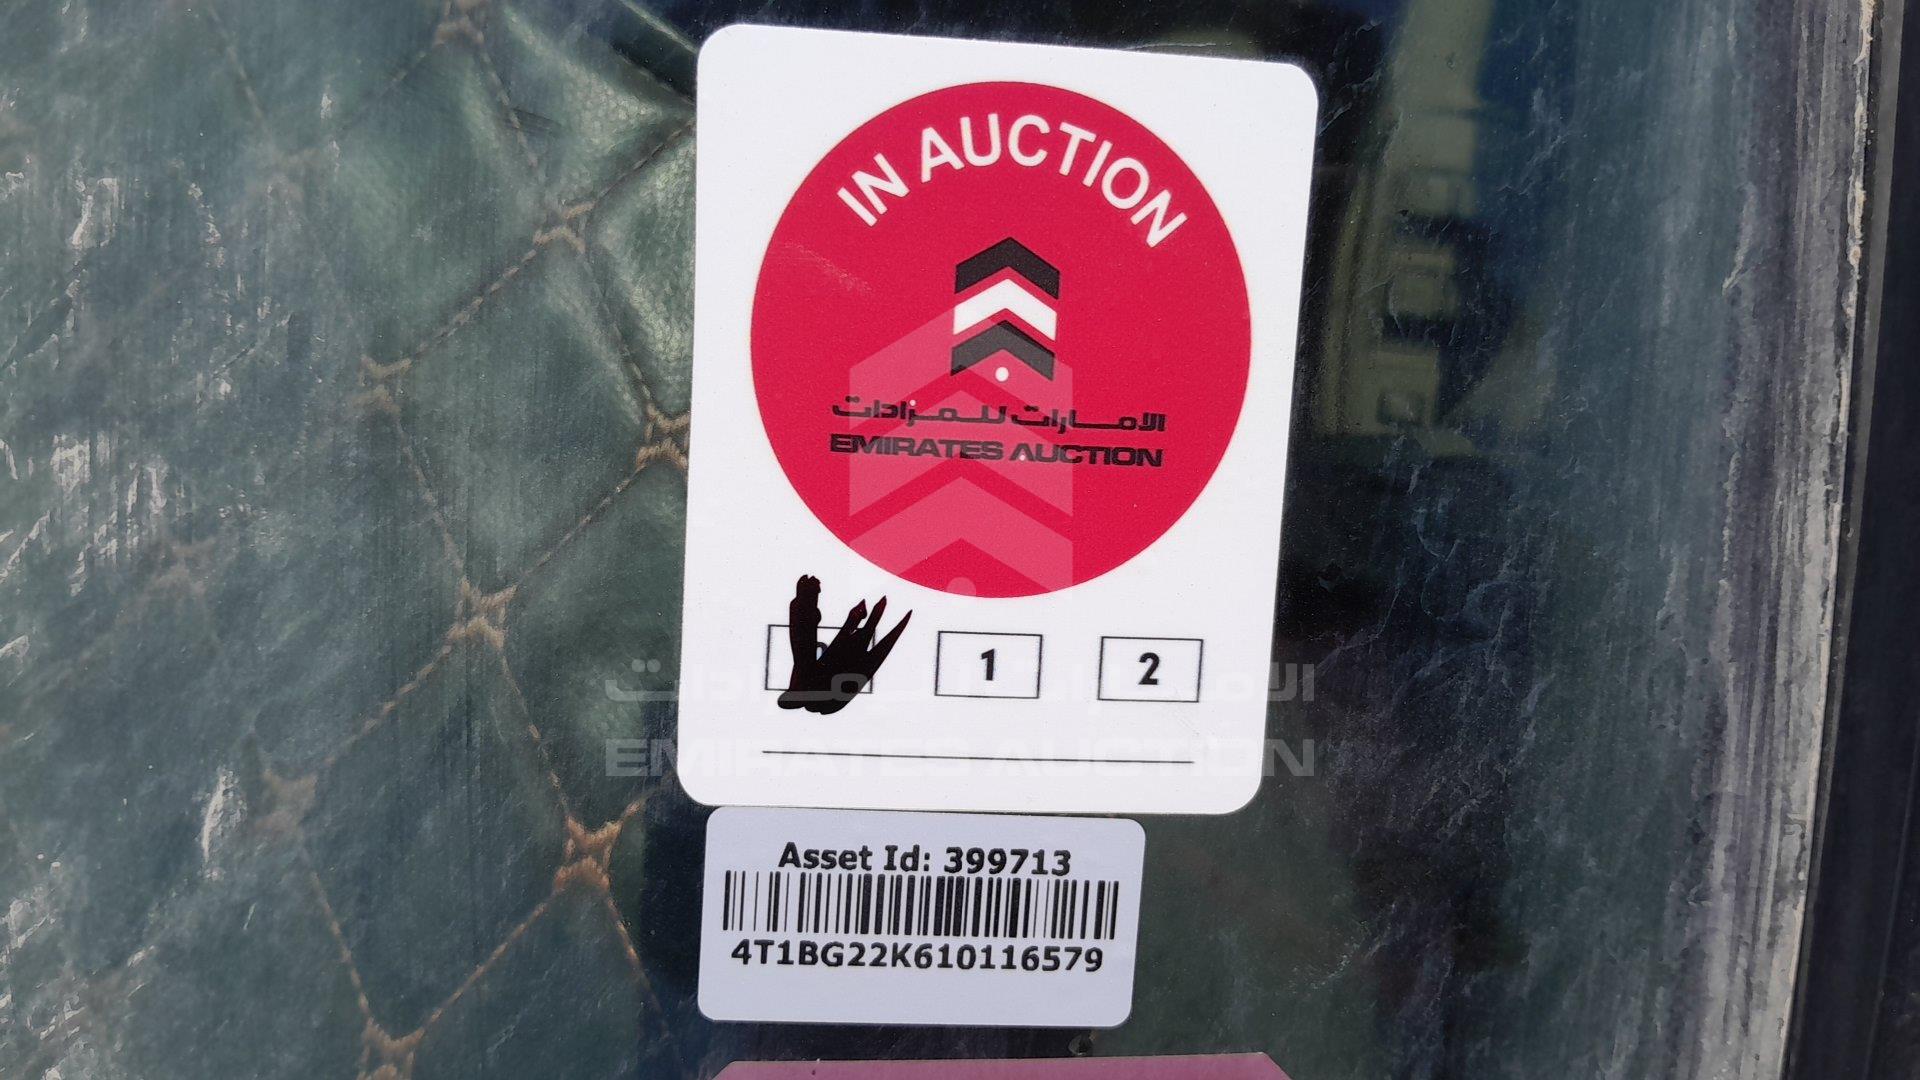 IN AUCTION
الامارات للمزادات
EMIRATES AUCTION
1 2
الامارات للمزادات
EMIRATES AUCTION
Asset Id: 399713
4T1BG22K610116579